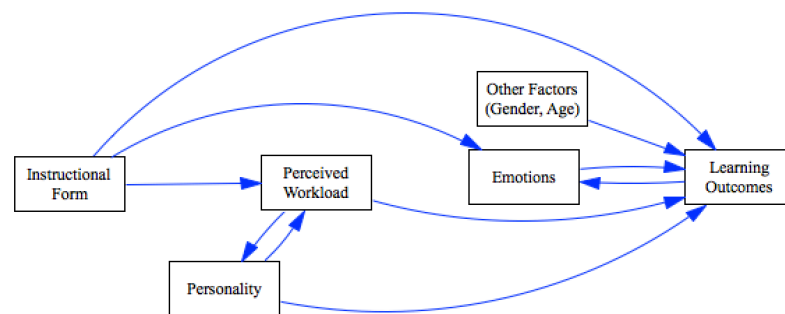 Other Factors
(Gender, Age)
Instructional
Form
Perceived
Workload
Emotions
Learning
Outcomes
Personality